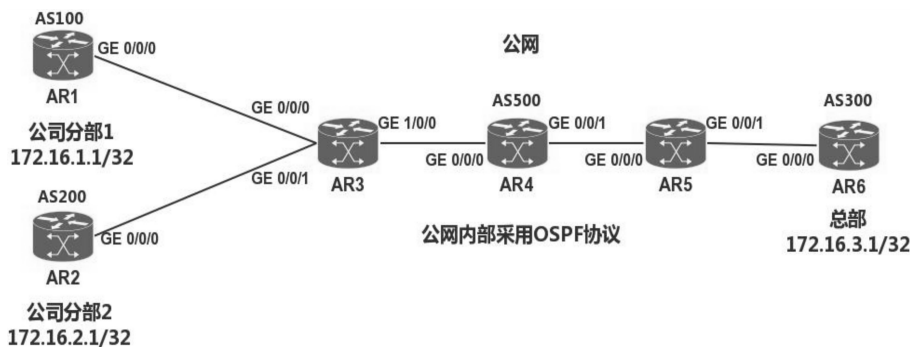 AS100
GE 0/0/0
AR1
公司分部1
172.16.1.1/32
AS200
GE 0/0/0
AR2
公司分部2
172.16.2.1/32
GE 0/0/0
GE 0/0/1
AR3
GE 1/0/0
公网
AS500
GE 0/0/0
AR4
GE 0/0/1
GE 0/0/0
AR5
GE 0/0/1
公网内部采用OSPF协议
AS300
GE 0/0/0
AR6
总部
172.16.3.1/32